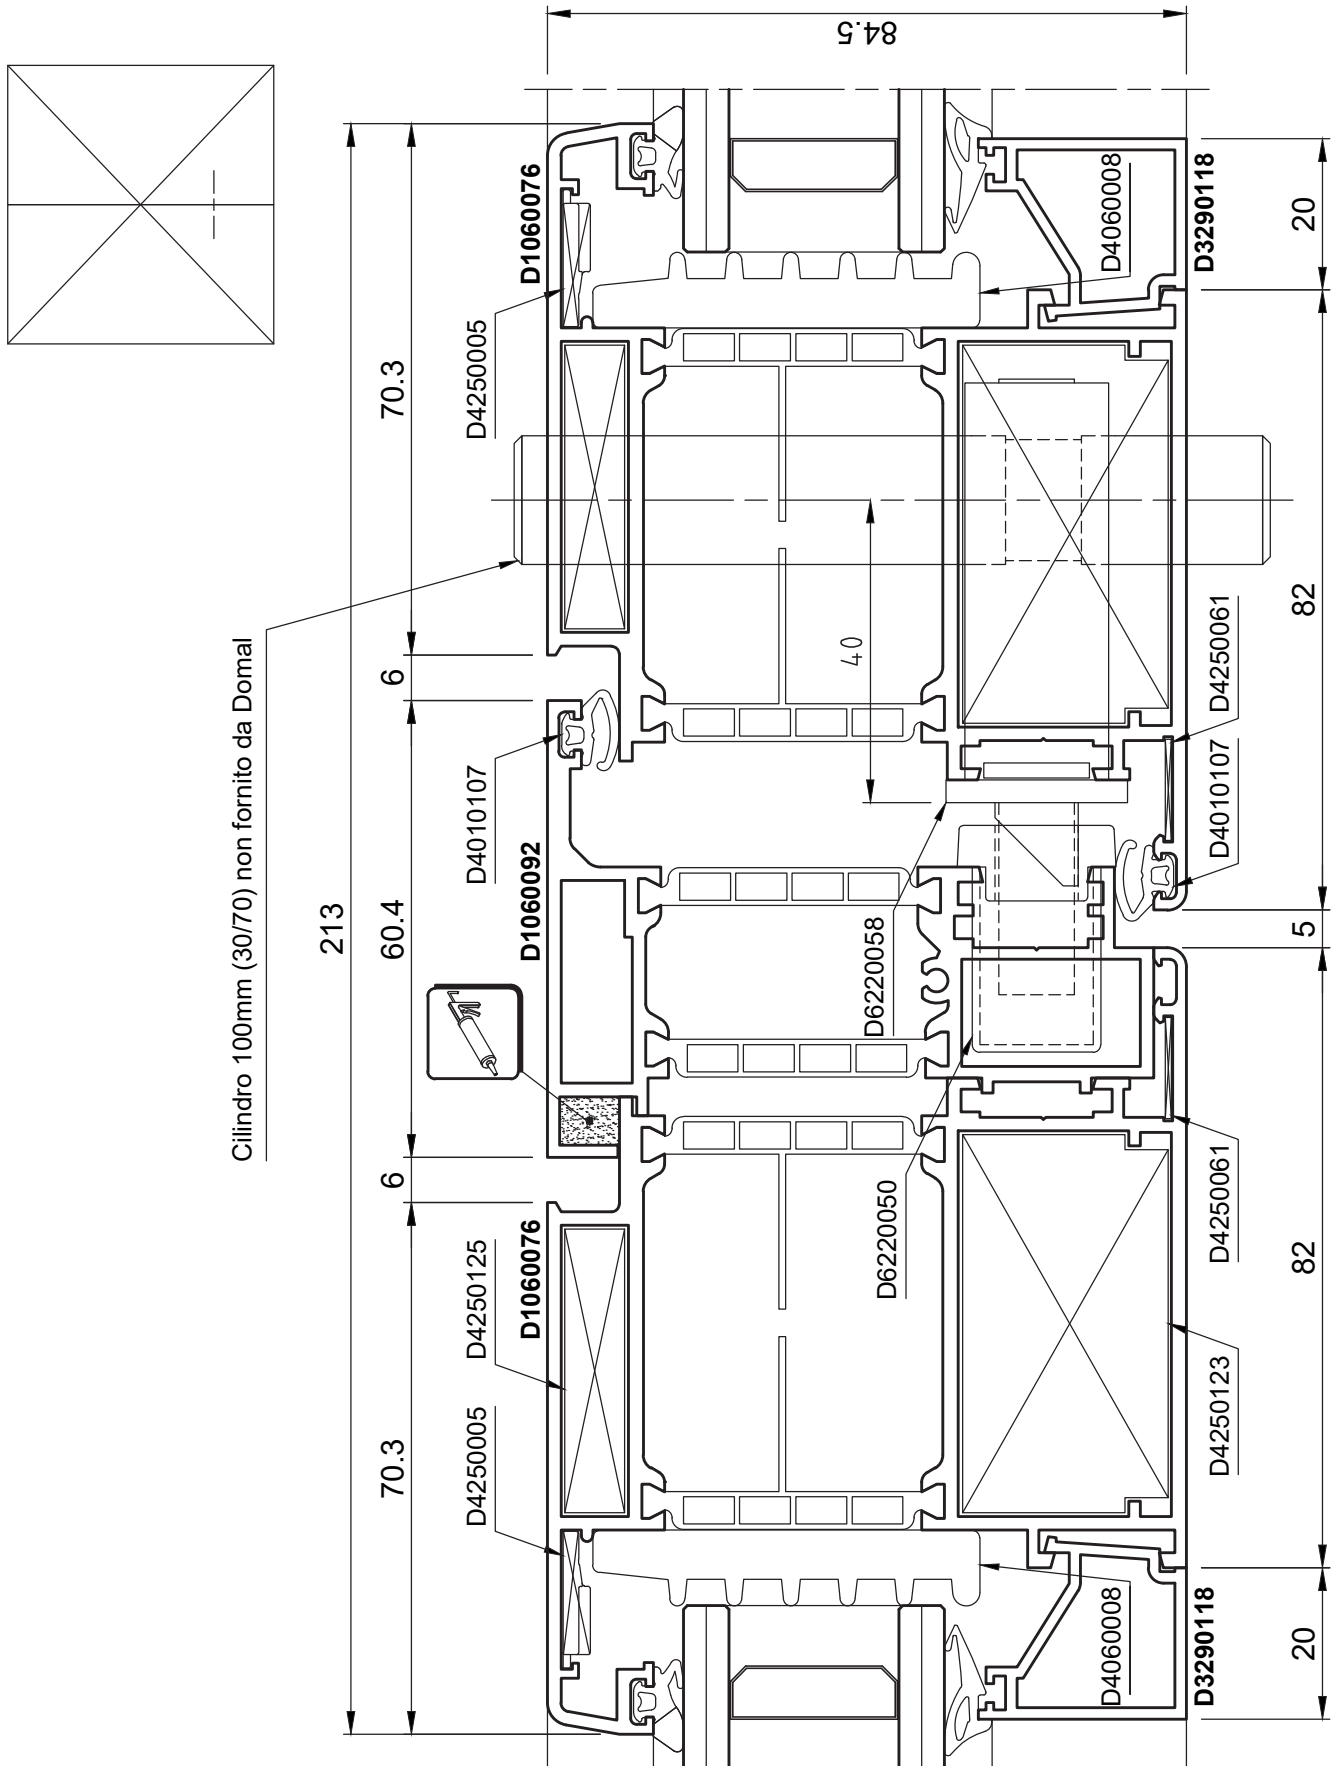 84.5
Cilindro 100mm (30/70) non fornito da Domal
213
70.3
6
60.4
6
70.3
D4250005
D1060076
D4010107
D1060092
D4250125
D1060076
D4250005
40
D6220058
D6220050
D4060008
D3290118
D4250061
D4010107
D4250061
D4250123
D4060008
D3290118
20
82
5
82
20